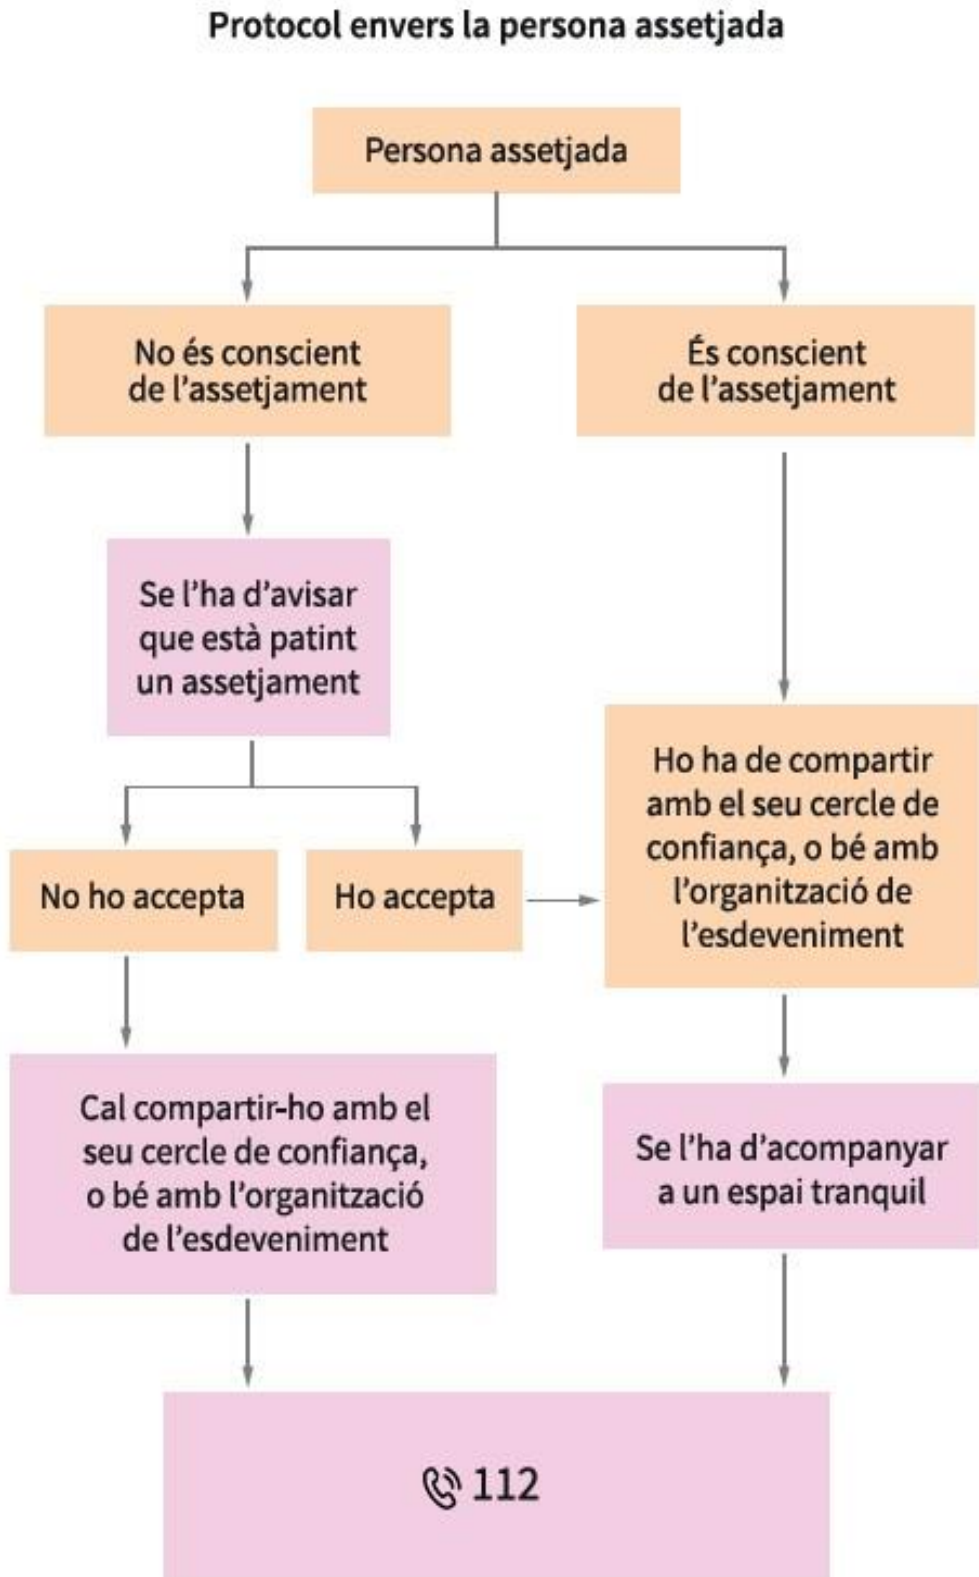 Protocol envers la persona assetjada
Persona assetjada
No és conscient
de l'assetjament
És conscient
de l'assetjament
Se l'ha d'avisar
que està patint
un assetjament
Ho ha de compartir
amb el seu cercle de
confiança, o bé amb
l'organització de
l'esdeveniment
No ho accepta
Ho accepta
Cal compartir-ho amb el
seu cercle de confiança,
o bé amb l'organització
de l'esdeveniment
Se l'ha d'acompanyar
a un espai tranquil
112